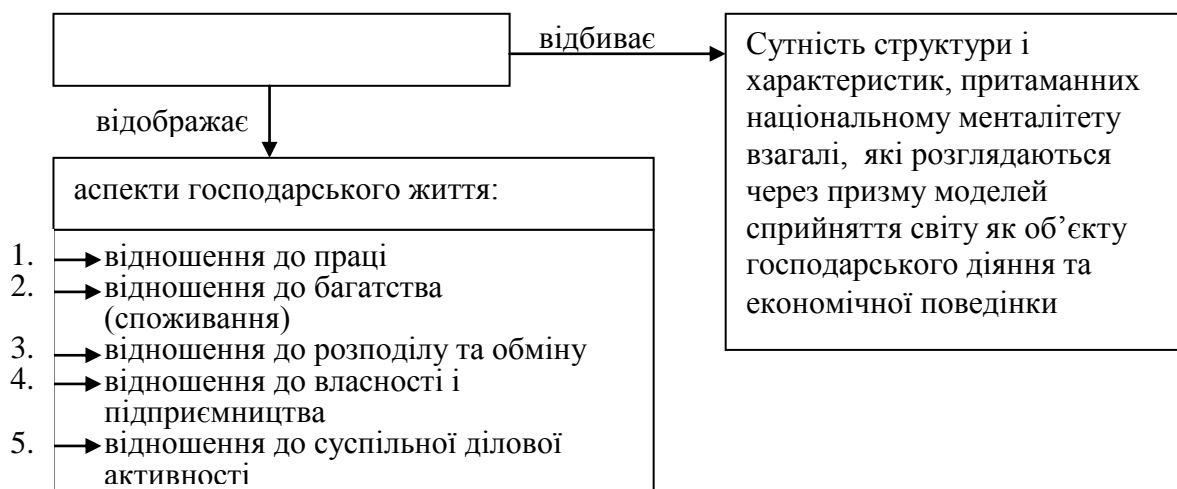 відбиває
Сутність структури і
характеристик, притаманних
національному менталітету
взагалі, які розглядаються
через призму моделей
сприйняття світу як об’єкту
господарського діяння та
економічної поведінки
відображає
аспекти господарського життя:
1. відношення до праці
2. відношення до багатства
(споживання)
3. відношення до розподілу та обміну
4. відношення до власності і
підприємництва
5. відношення до суспільної ділової
активності